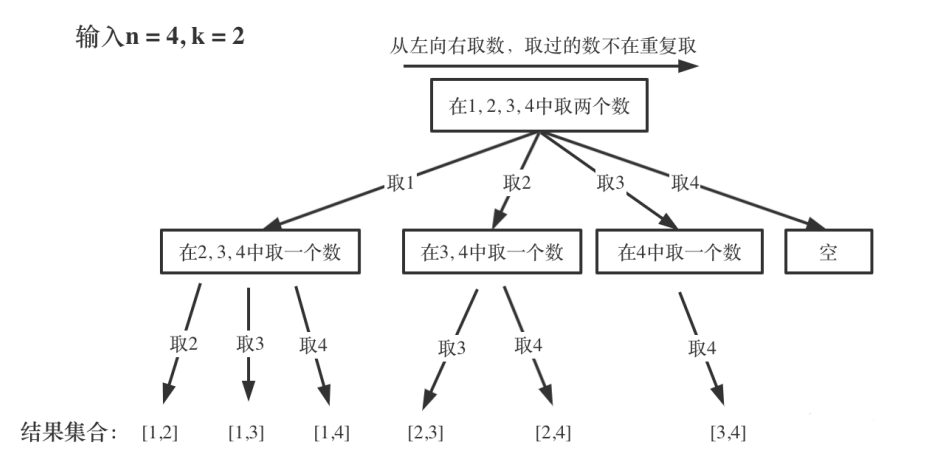 输入n = 4, k = 2
从左向右取数，取过的数不在重复取
在1, 2, 3, 4中取两个数
取1
取2
取3
取4
在2, 3, 4中取一个数
在3, 4中取一个数
在4中取一个数
空
取2
取3
取4
取3
取4
取4
结果集合： [1,2] [1,3] [1,4] [2,3] [2,4] [3,4]